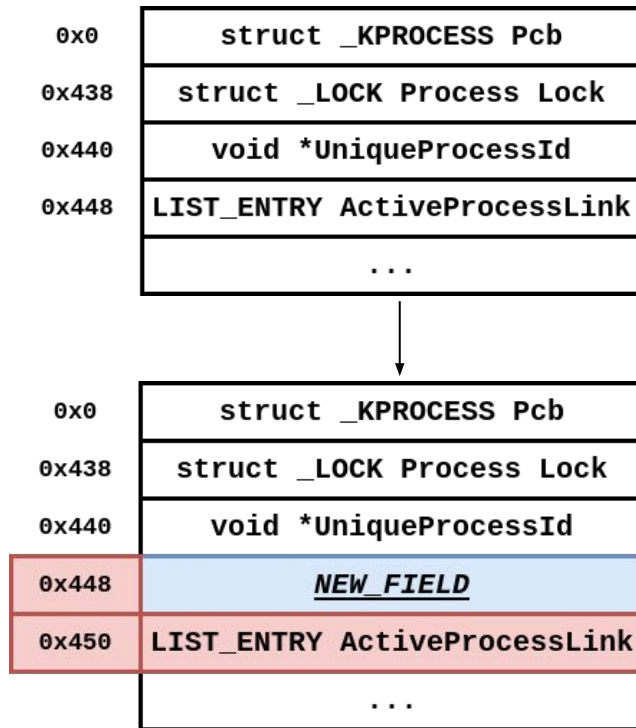 0x0 struct _KPROCESS Pcb
0x438 struct _LOCK Process Lock
0x440 void *UniqueProcessId
0x448 LIST_ENTRY ActiveProcessLink
...
0x0 struct _KPROCESS Pcb
0x438 struct _LOCK Process Lock
0x440 void *UniqueProcessId
0x448 NEW_FIELD
0x450 LIST_ENTRY ActiveProcessLink
...